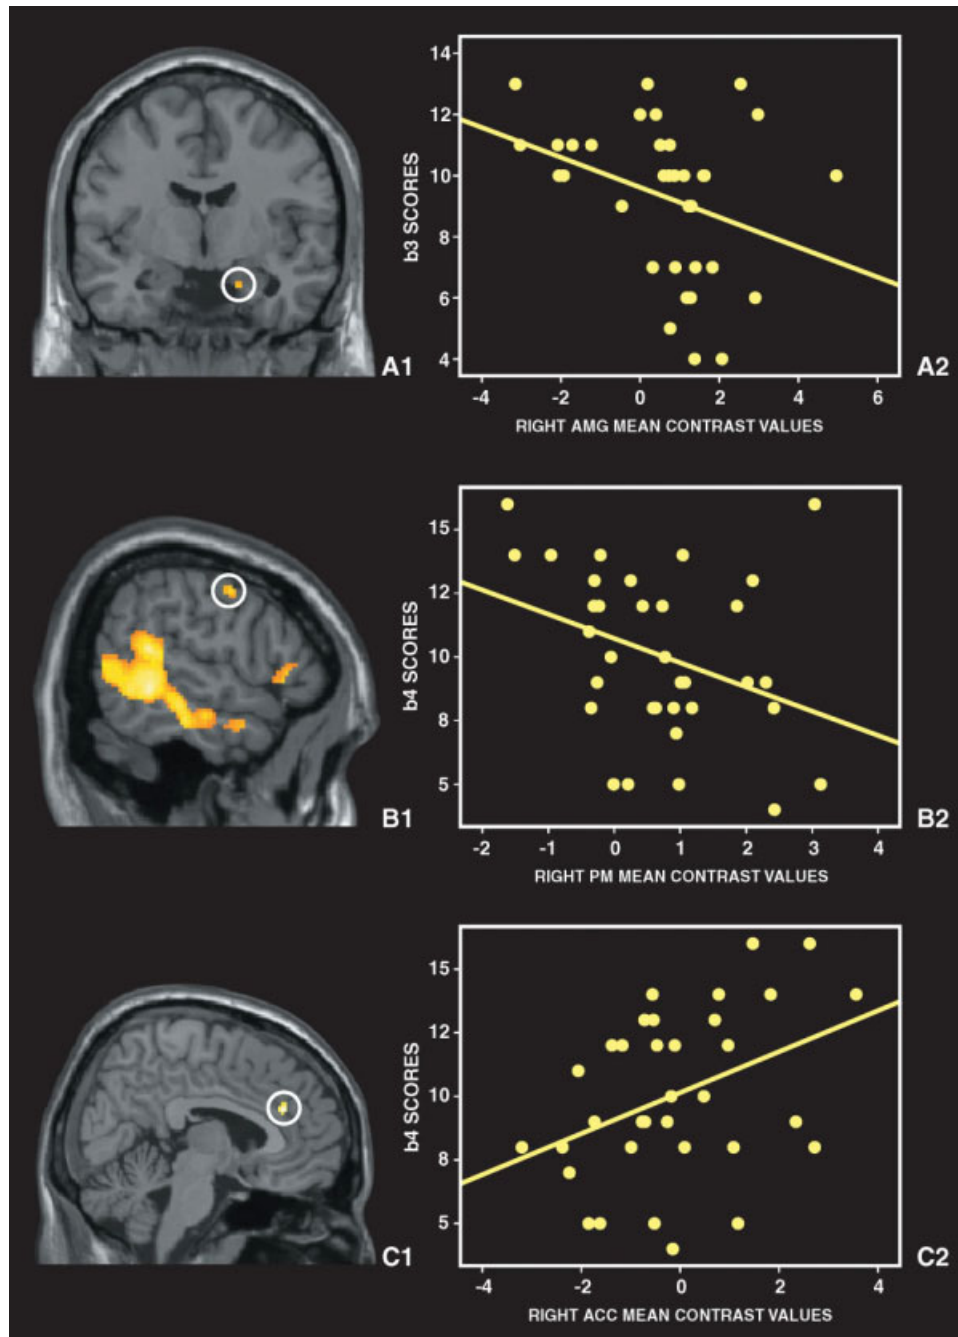 14
12
10
8
6
4
b3 SCORES
A1
A2
-4 -2 0 2 4 6
RIGHT AMG MEAN CONTRAST VALUES
15
12
10
8
5
b4 SCORES
B1
B2
-2 -1 0 1 2 3 4
RIGHT PM MEAN CONTRAST VALUES
15
12
10
8
5
b4 SCORES
C1
C2
-4 -2 0 2 4
RIGHT ACC MEAN CONTRAST VALUES